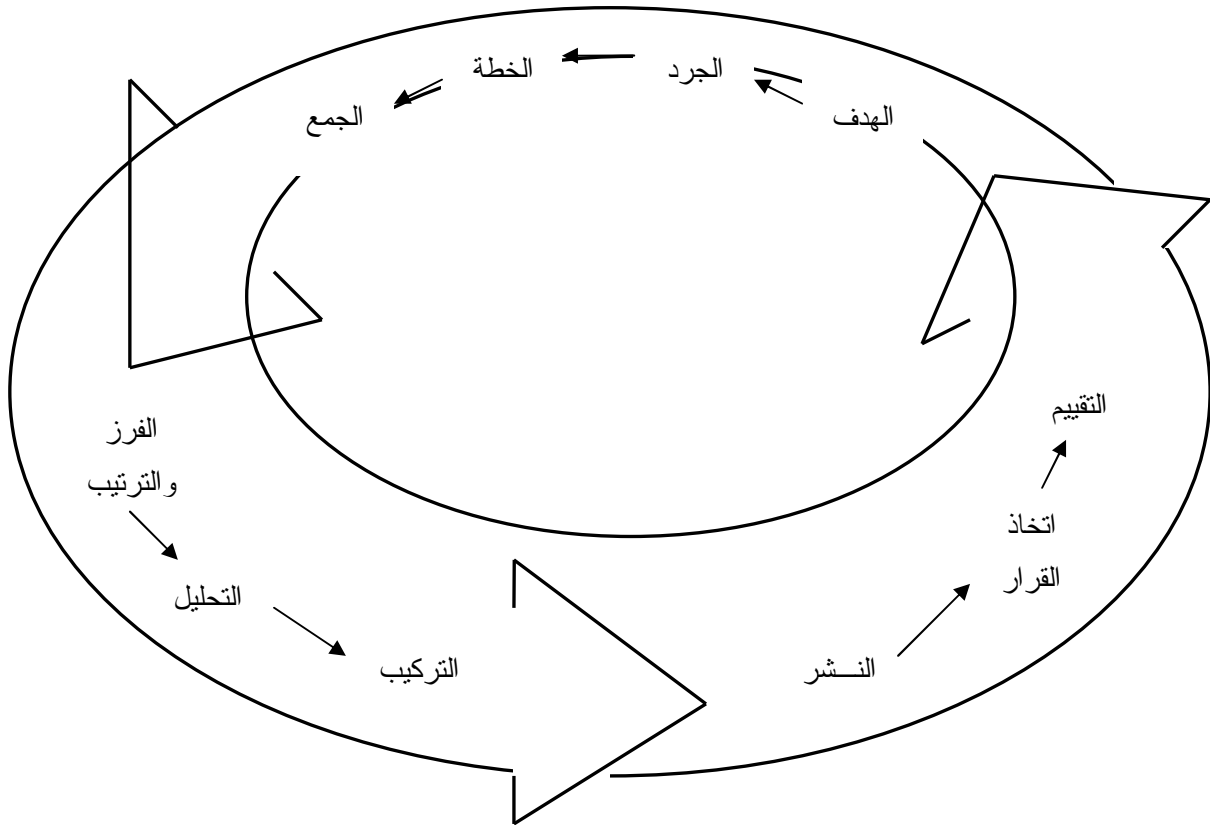 الهدف
الجرد
الخطة
الجمع
الفرز
والترتيب
التحليل
التركيب
النــشر
اتخاذ
القرار
التقييم